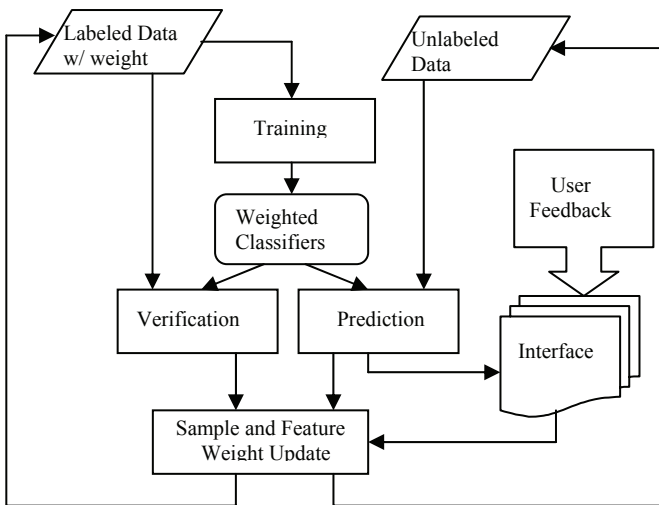 Labeled Data
w/ weight
Unlabeled
Data
Training
User
Feedback
Weighted
Classifiers
Verification
Prediction
Interface
Sample and Feature
Weight Update